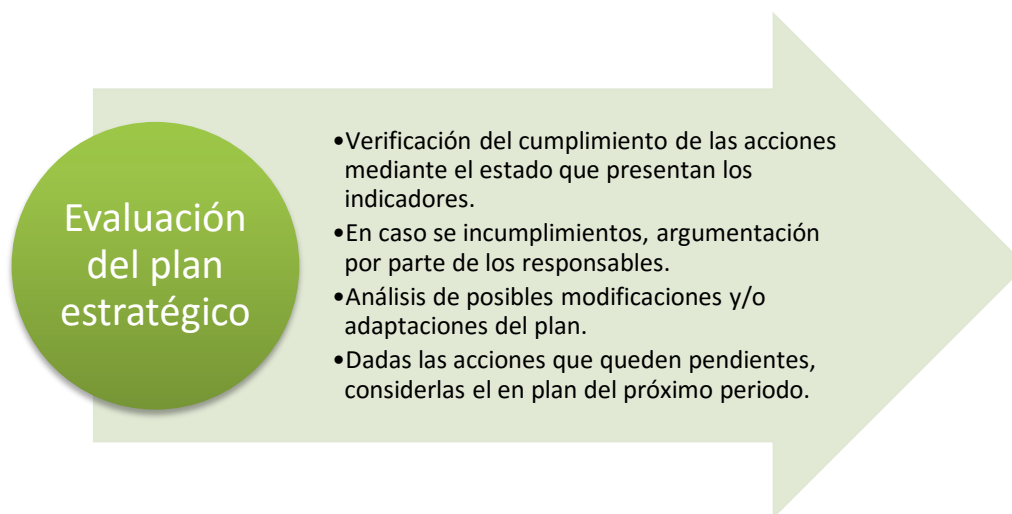 Evaluación
del plan
estratégico
•Verificación del cumplimiento de las acciones
mediante el estado que presentan los
indicadores.
•En caso se incumplimientos, argumentación
por parte de los responsables.
•Análisis de posibles modificaciones y/o
adaptaciones del plan.
•Dadas las acciones que queden pendientes,
considerlas el en plan del próximo periodo.